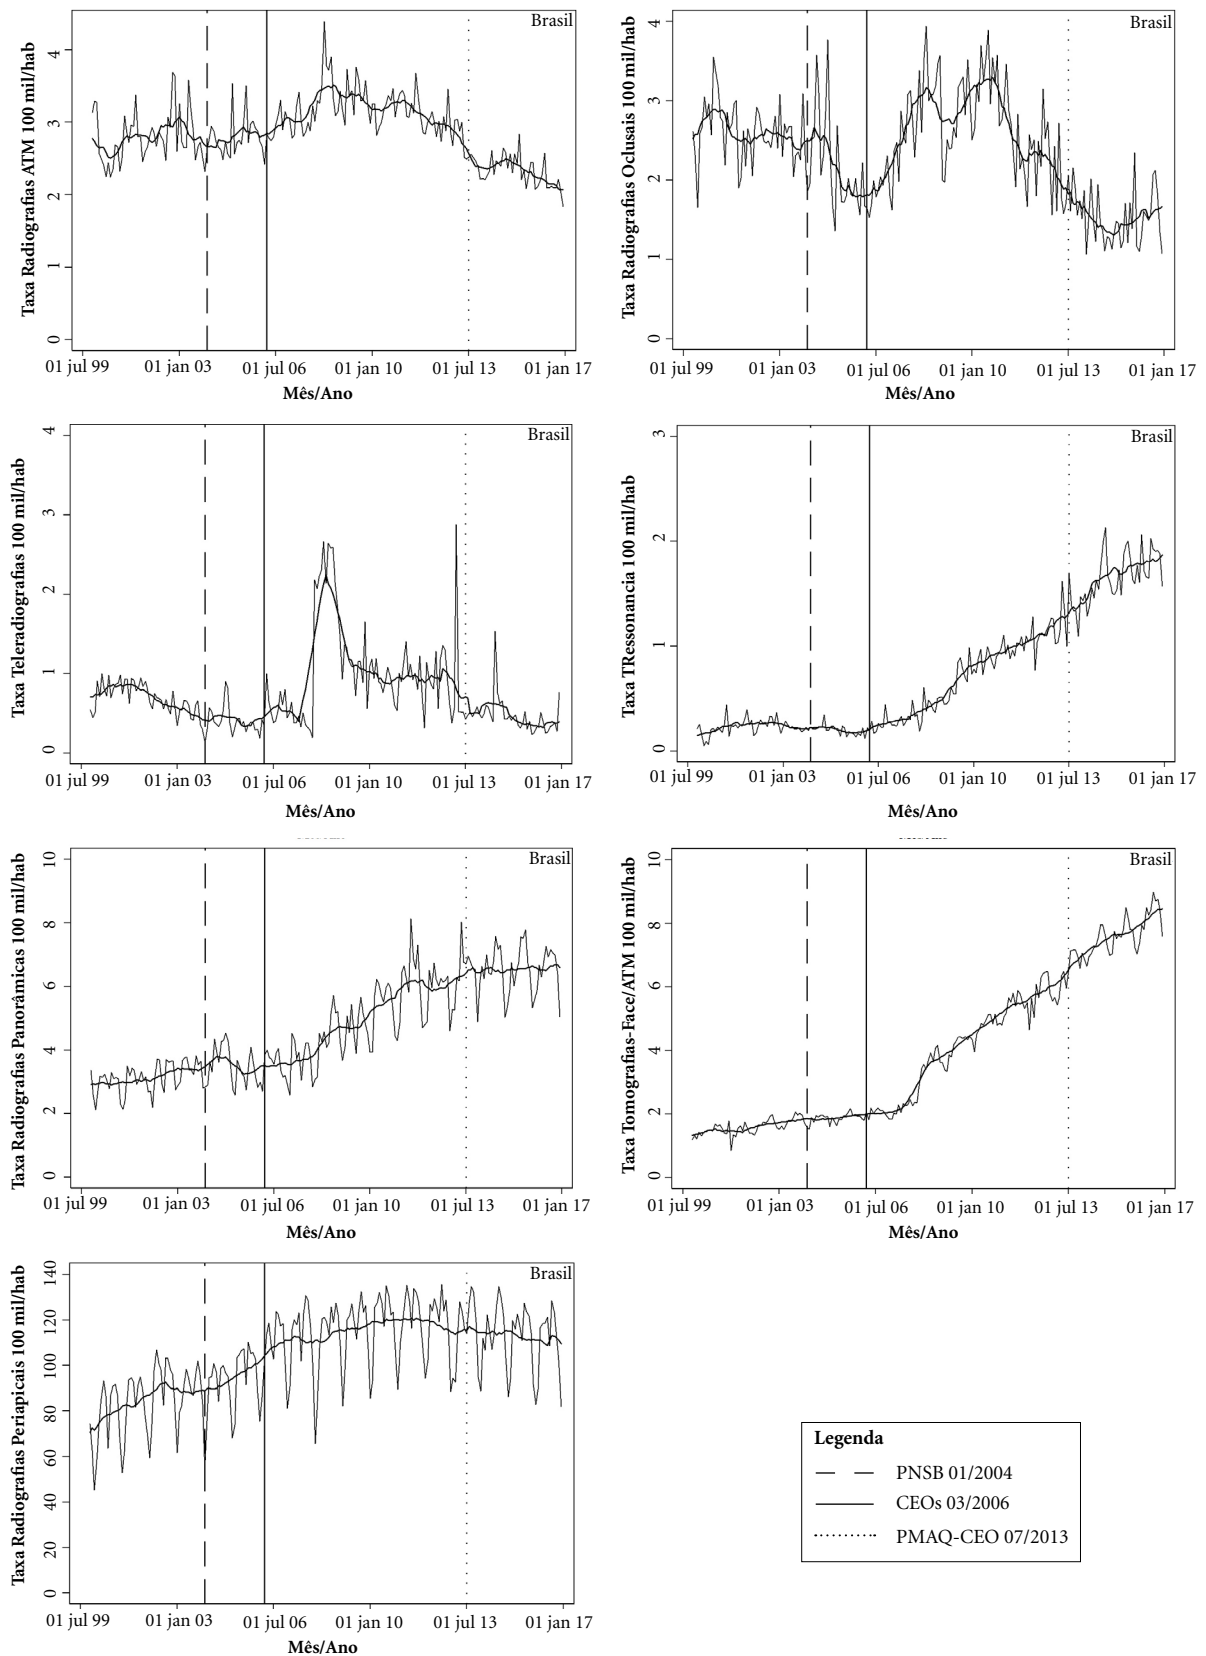 Brasil
Taxa Radiografias ATM 100 mil/hab
4
3
2
1
0
01 jul 99 01 jan 03 01 jul 06 01 jan 10 01 jul 13 01 jan 17
Mês/Ano
Brasil
Taxa Radiografias Oclusais 100 mil/hab
4
3
2
1
0
01 jul 99 01 jan 03 01 jul 06 01 jan 10 01 jul 13 01 jan 17
Mês/Ano
Brasil
Taxa Teleradiografias 100 mil/hab
4
3
2
1
0
01 jul 99 01 jan 03 01 jul 06 01 jan 10 01 jul 13 01 jan 17
Mês/Ano
Brasil
Taxa TRessonancia 100 mil/hab
3
2
1
0
01 jul 99 01 jan 03 01 jul 06 01 jan 10 01 jul 13 01 jan 17
Mês/Ano
Brasil
Taxa Radiografias Panorâmicas 100 mil/hab
10
8
6
4
2
0
01 jul 99 01 jan 03 01 jul 06 01 jan 10 01 jul 13 01 jan 17
Mês/Ano
Brasil
Taxa Tomografias-Face/ATM 100 mil/hab
10
8
6
4
2
0
01 jul 99 01 jan 03 01 jul 06 01 jan 10 01 jul 13 01 jan 17
Mês/Ano
Brasil
Taxa Radiografias Periapicais 100 mil/hab
140
120
100
80
60
40
20
0
01 jul 99 01 jan 03 01 jul 06 01 jan 10 01 jul 13 01 jan 17
Mês/Ano
Legenda
PNSB 01/2004
CEOs 03/2006
PMAQ-CEO 07/2013